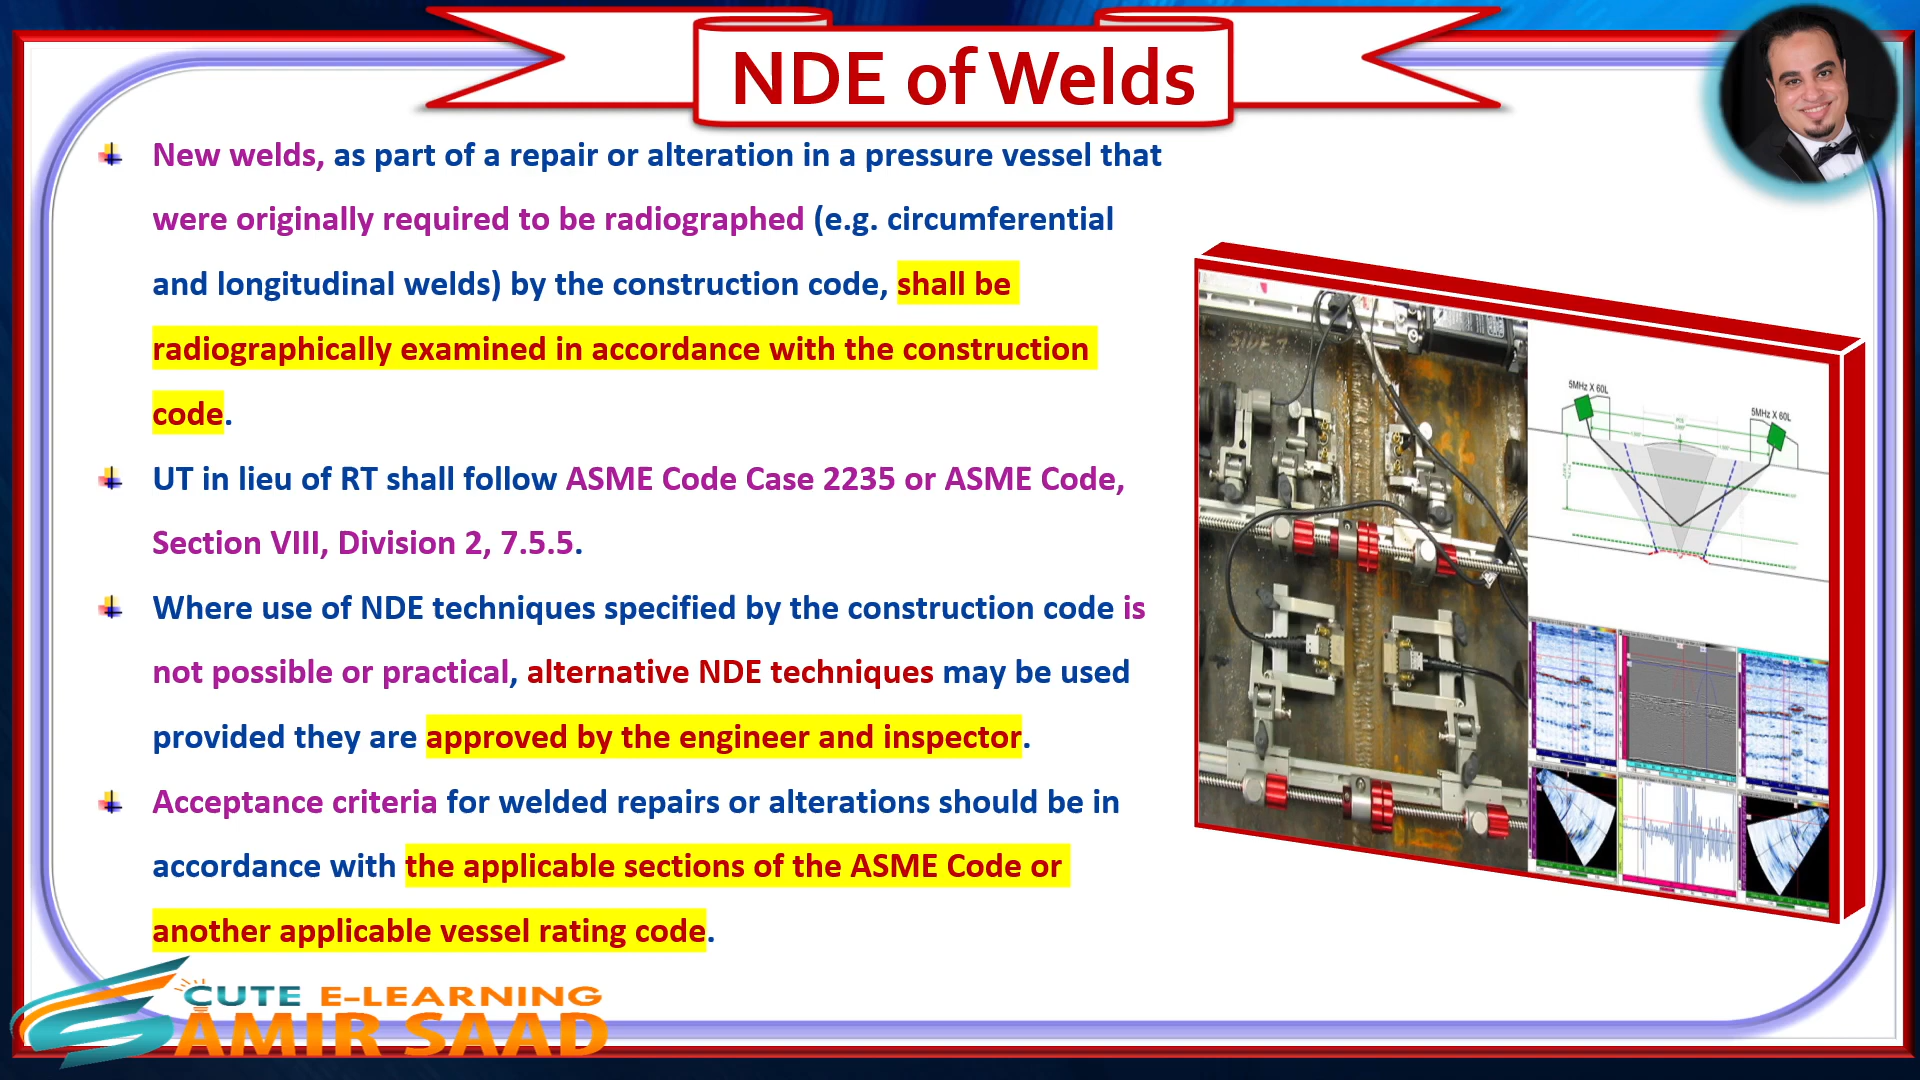 NDE of Welds
New welds, as part of a repair or alteration in a pressure vessel that
were originally required to be radiographed (e.g. circumferential
and longitudinal welds) by the construction code, shall be
radiographically examined in accordance with the construction
code.
UT in lieu of RT shall follow ASME Code Case 2235 or ASME Code,
Section VIII, Division 2, 7.5.5.
Where use of NDE techniques specified by the construction code is
not possible or practical, alternative NDE techniques may be used
provided they are approved by the engineer and inspector.
Acceptance criteria for welded repairs or alterations should be in
accordance with the applicable sections of the ASME Code or
another applicable vessel rating code.
5MHz X 60L
5MHz X 60L
CUTE E-LEARNING
AMIR SAAD